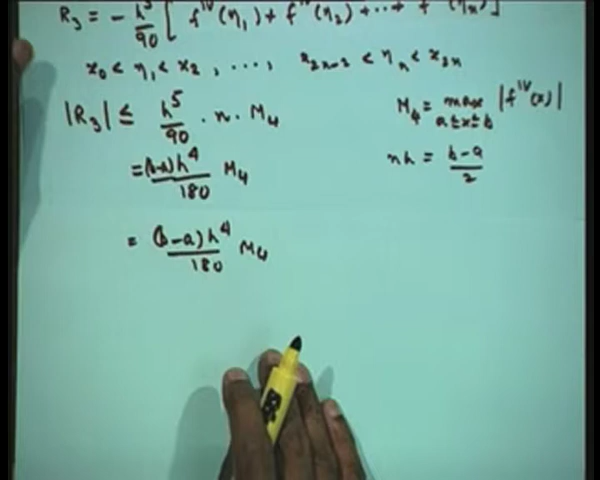 R₃ = - h⁵/90 [ f^IV(η₁) + f^IV(η₂) + ... + f^IV(ηₙ) ]
x₀ < η₁ < x₂ , ... , x₂ₙ₋₂ < ηₙ < x₂ₙ
|R₃| ≤ h⁵/90 . n . M₄
M₄ = max a≤x≤b |f^IV(x)|
= (b-a)h⁴/180 M₄
nh = b-a/2
= (b-a)h⁴/180 M₄